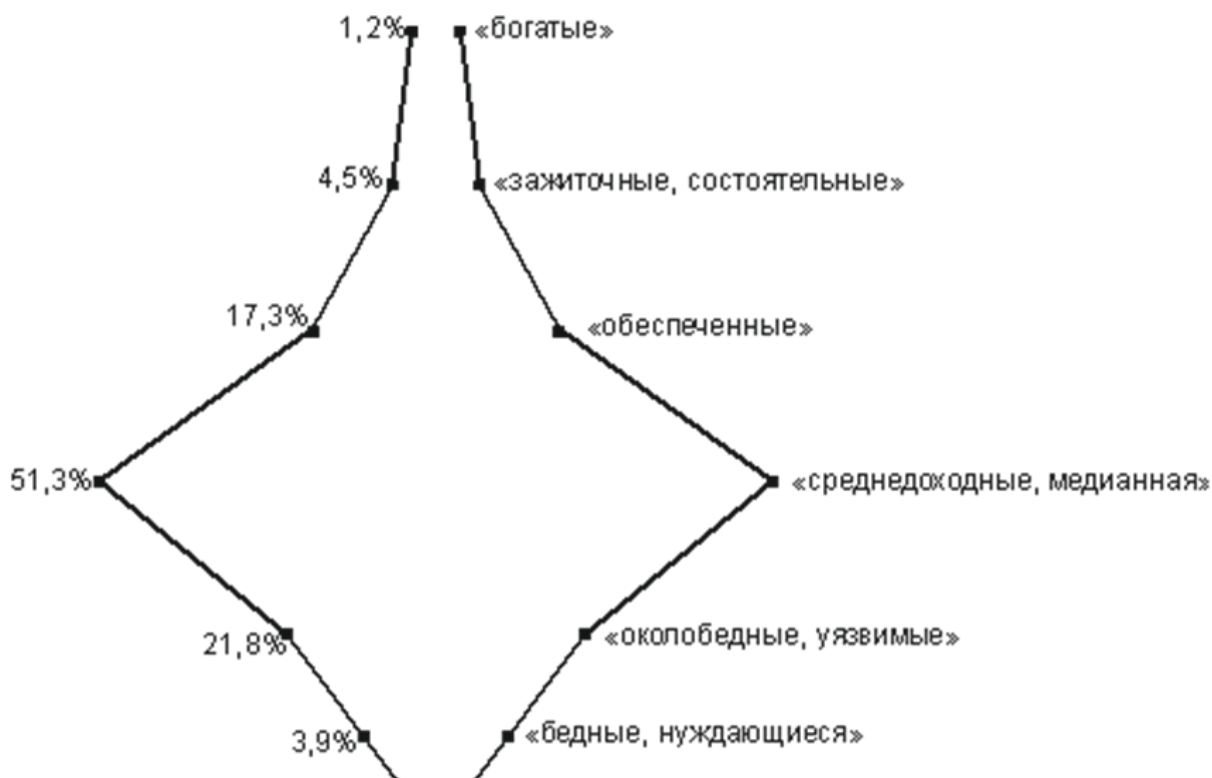 1,2% «богатые»
4,5% «зажиточные, состоятельные»
17,3% «обеспеченные»
51,3% «среднедоходные, медианная»
21,8% «околобедные, уязвимые»
3,9% «бедные, нуждающиеся»